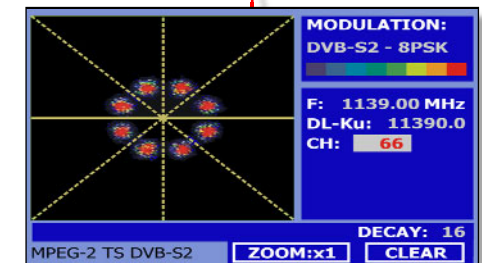 MODULATION:
DVB-S2 - 8PSK
F: 1139.00 MHz
DL-Ku: 11390.0
CH: 66
DECAY: 16
MPEG-2 TS DVB-S2 ZOOM:x1 CLEAR